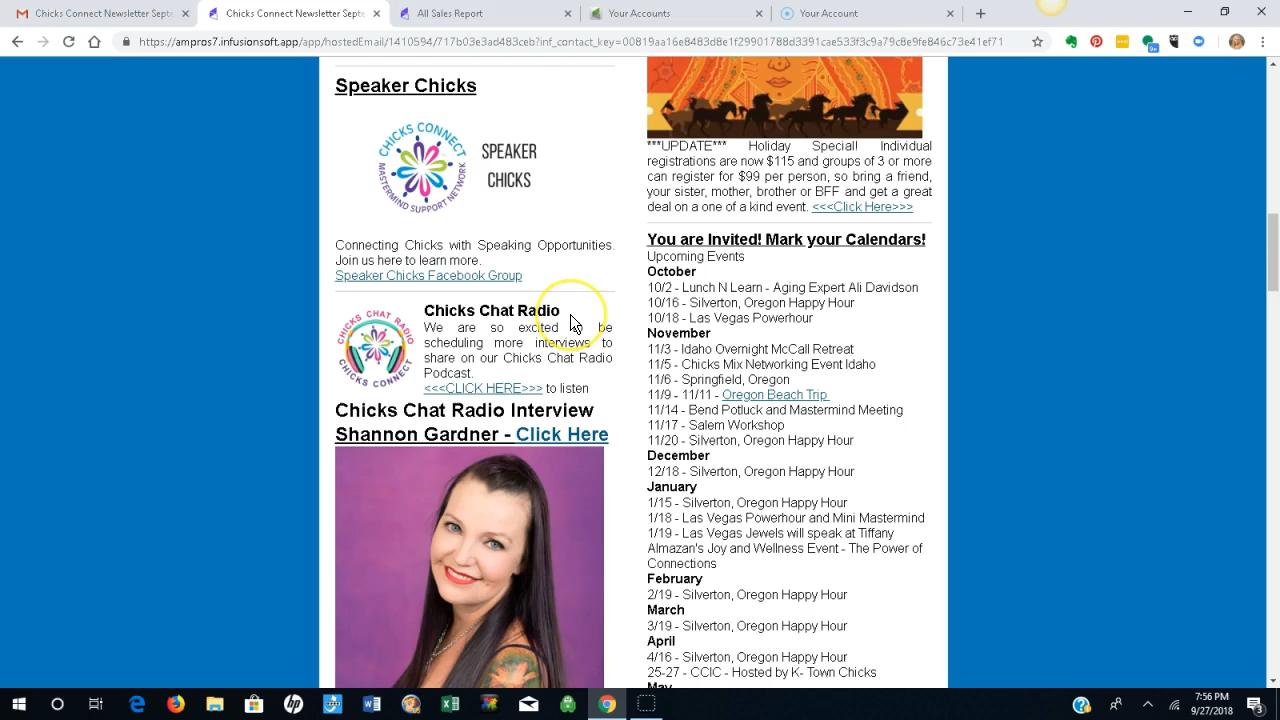 Chicks Connect Newsletter Septe
Chicks Connect Newsletter Septe
All Sales Report
Your Accounts
Your Account
https://ampros7.infusionsoft.app/app/hostedEmail/1410594/117b03e3ad483ceb?inf_contact_key=00819aa16e8483d8e1f29901788d3391cae533f3c9a79c8e9fe846c73e41ef71
Speaker Chicks
CHICKS CONNECT
MASTERMIND SUPPORT NETWORK
SPEAKER
CHICKS
Connecting Chicks with Speaking Opportunities.
Join us here to learn more.
Speaker Chicks Facebook Group
CHICKS CHAT RADIO
CHICKS CONNECT
Chicks Chat Radio
We are so excited be
scheduling more interviews to
share on our Chicks Chat Radio
Podcast.
<<<CLICK HERE>>> to listen
Chicks Chat Radio Interview
Shannon Gardner - Click Here
***UPDATE*** Holiday Special! Individual
registrations are now $115 and groups of 3 or more
can register for $99 per person, so bring a friend,
your sister, mother, brother or BFF and get a great
deal on a one of a kind event. <<<Click Here>>>
You are Invited! Mark your Calendars!
Upcoming Events
October
10/2 - Lunch N Learn - Aging Expert Ali Davidson
10/16 - Silverton, Oregon Happy Hour
10/18 - Las Vegas Powerhour
November
11/3 - Idaho Overnight McCall Retreat
11/5 - Chicks Mix Networking Event Idaho
11/6 - Springfield, Oregon
11/9 - 11/11 - Oregon Beach Trip
11/14 - Bend Potluck and Mastermind Meeting
11/17 - Salem Workshop
11/20 - Silverton, Oregon Happy Hour
December
12/18 - Silverton, Oregon Happy Hour
January
1/15 - Silverton, Oregon Happy Hour
1/18 - Las Vegas Powerhour and Mini Mastermind
1/19 - Las Vegas Jewels will speak at Tiffany
Almazan's Joy and Wellness Event - The Power of
Connections
February
2/19 - Silverton, Oregon Happy Hour
March
3/19 - Silverton, Oregon Happy Hour
April
4/16 - Silverton, Oregon Happy Hour
25-27 - CCIC - Hosted by K- Town Chicks
May
7:56 PM
9/27/2018